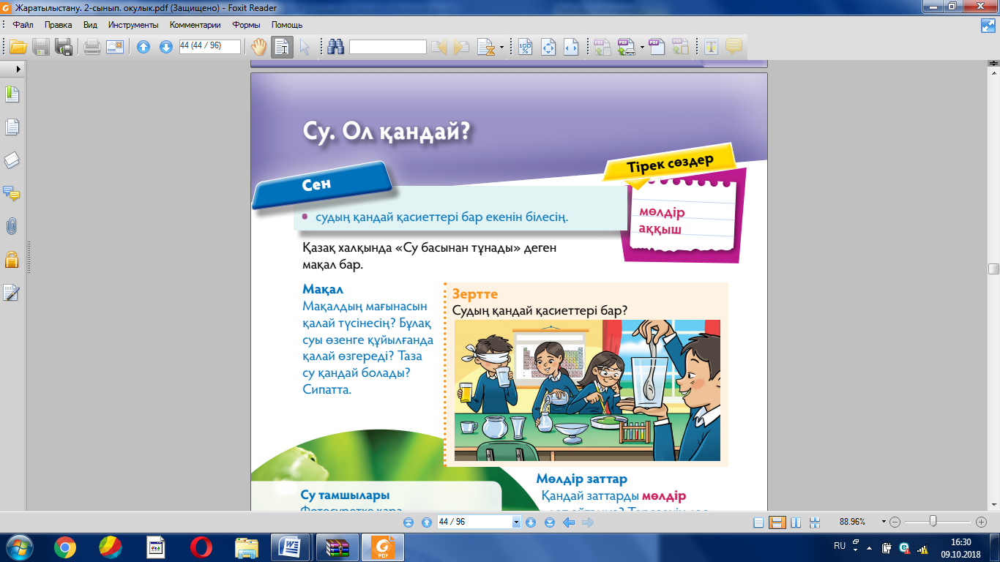 Жаратылыстану. 2-сынып. окулык.pdf (Защищено) - Foxit Reader
Файл Правка Вид Инструменты Комментарии Формы Помощь
44 (44 / 96)
Су. Ол қандай?
Тірек сөздер
Сен
мөлдір
аққыш
• судың қандай қасиеттері бар екенін білесің.
Қазақ халқында «Су басынан тұнады» деген
мақал бар.
Мақал
Мақалдың мағынасын
қалай түсінесің? Бұлақ
суы өзенге құйылғанда
қалай өзгереді? Таза
су қандай болады?
Сипатта.
Зертте
Судың қандай қасиеттері бар?
Су тамшылары
Мөлдір заттар
Қандай заттарды мөлдір
44 / 96
88.96%
RU
16:30
09.10.2018